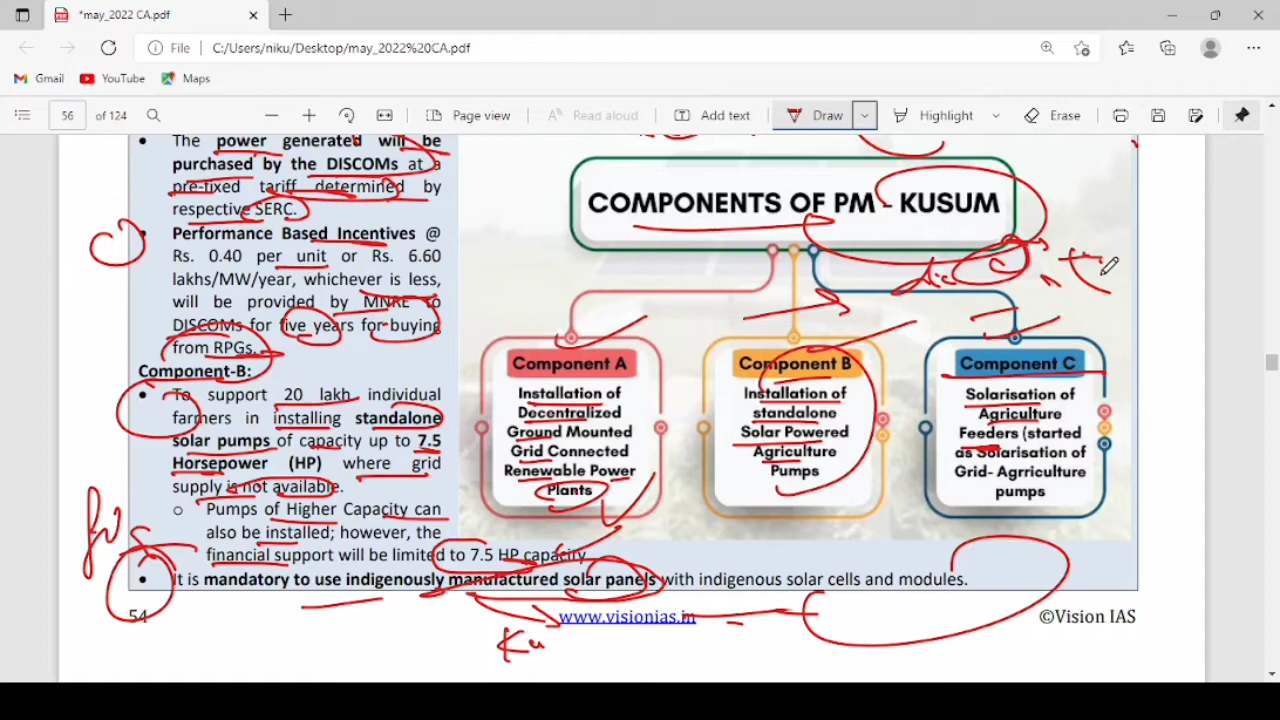 *may_2022 CA.pdf
File
C:/Users/niku/Desktop/may_2022%20CA.pdf
Gmail
YouTube
Maps
56
of 124
Page view
Read aloud
Add text
Draw
Highlight
Erase
• The power generated will be
purchased by the DISCOMs at a
pre-fixed tariff determined by
respective SERC.
• Performance Based Incentives @
Rs. 0.40 per unit or Rs. 6.60
lakhs/MW/year, whichever is less,
will be provided by MNRE to
DISCOMs for five years for buying
from RPGs.
Component-B:
• To support 20 lakh individual
farmers in installing standalone
solar pumps of capacity up to 7.5
Horsepower (HP) where grid
supply is not available.
o Pumps of Higher Capacity can
also be installed; however, the
financial support will be limited to 7.5 HP capacity.
• It is mandatory to use indigenously manufactured solar panels with indigenous solar cells and modules.
COMPONENTS OF PM - KUSUM
Component A
Installation of
Decentralized
Ground Mounted
Grid Connected
Renewable Power
Plants
Component B
Installation of
standalone
Solar Powered
Agriculture
Pumps
Component C
Solarisation of
Agriculture
Feeders (started
as Solarisation of
Grid- Agrriculture
pumps
Ku
54
www.visionias.in
©Vision IAS